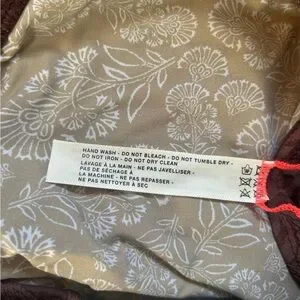 HAND WASH - DO NOT BLEACH - DO NOT TUMBLE DRY -
DO NOT IRON - DO NOT DRY CLEAN
LAVAGE À LA MAIN - NE PAS JAVELLISER -
PAS DE SÉCHAGE À
LA MACHINE - NE PAS REPASSER -
NE PAS NETTOYER À SEC